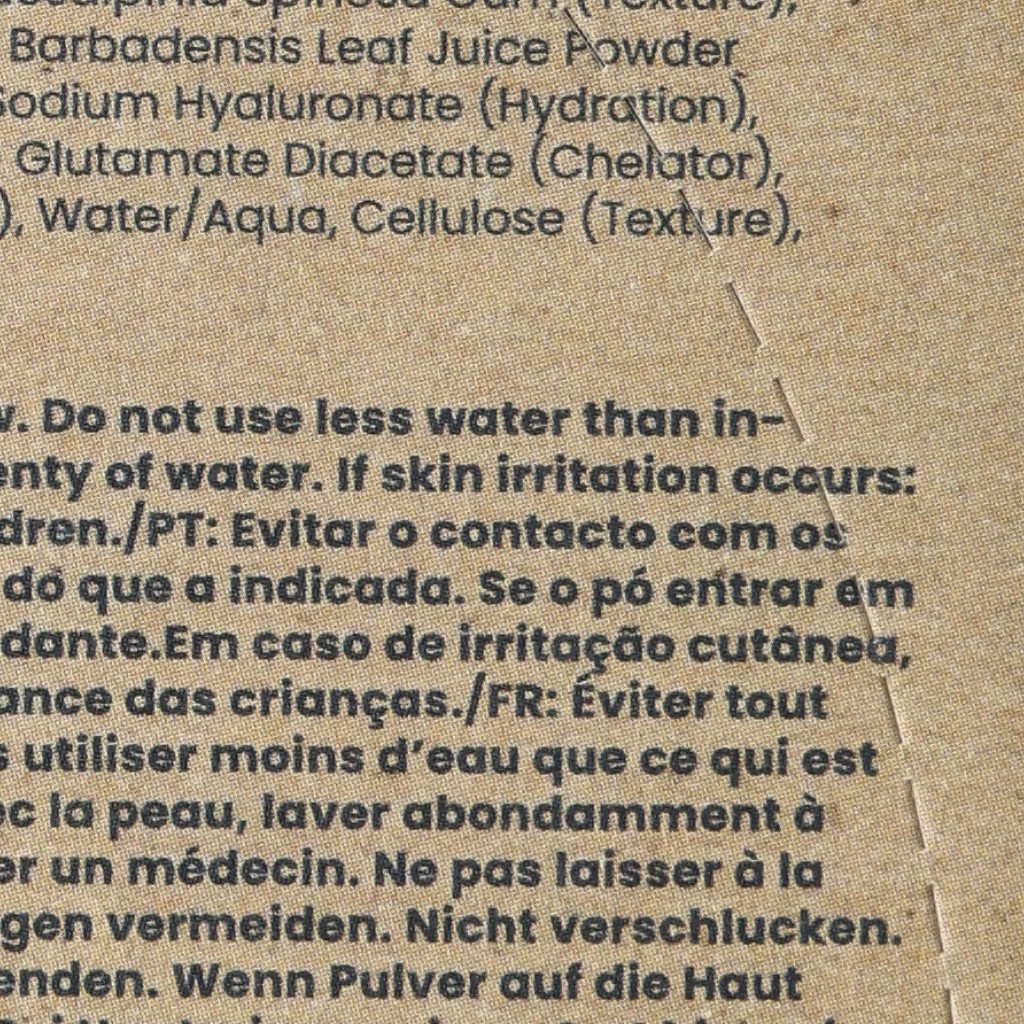 Spinosa Gum (Texture),
Barbadensis Leaf Juice Powder
Sodium Hyaluronate (Hydration),
Glutamate Diacetate (Chelator),
), Water/Aqua, Cellulose (Texture),
w. Do not use less water than in-
enty of water. If skin irritation occurs:
dren./PT: Evitar o contacto com os
do que a indicada. Se o pó entrar em
dante.Em caso de irritação cutânea,
ance das crianças./FR: Éviter tout
s utiliser moins d’eau que ce qui est
ec la peau, laver abondamment à
er un médecin. Ne pas laisser à la
gen vermeiden. Nicht verschlucken.
enden. Wenn Pulver auf die Haut